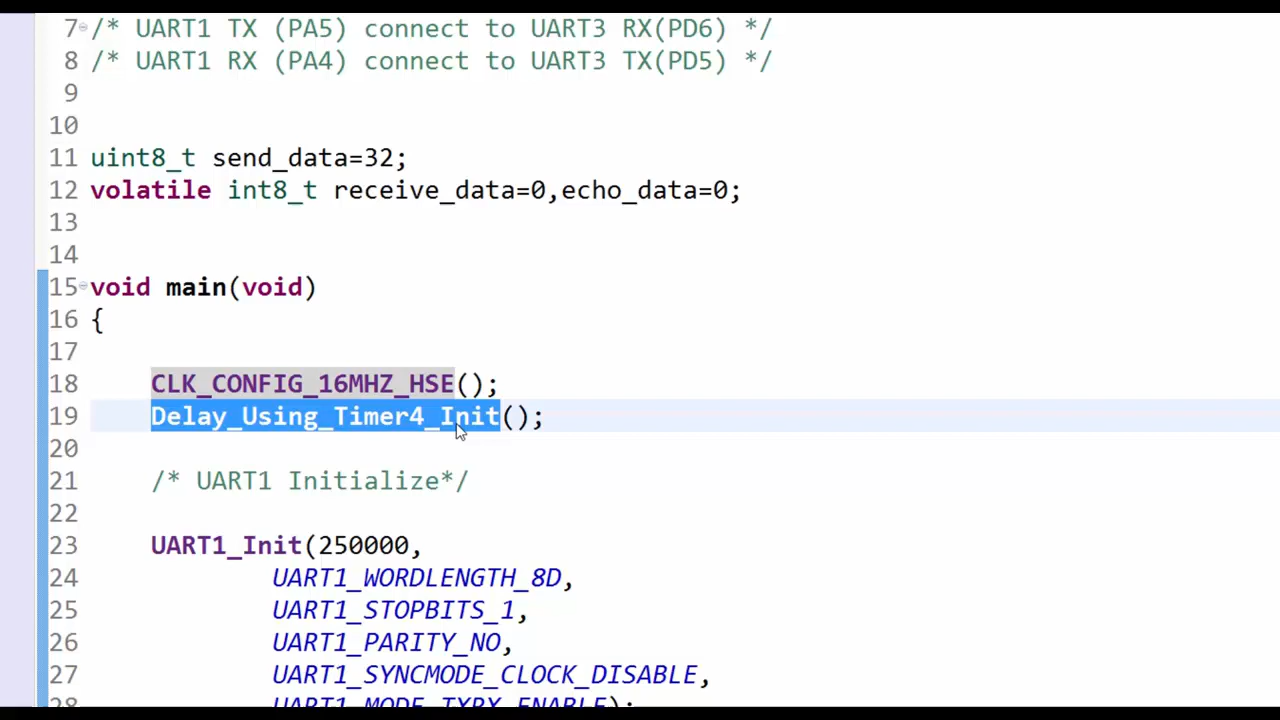 7 /* UART1 TX (PA5) connect to UART3 RX(PD6) */
8 /* UART1 RX (PA4) connect to UART3 TX(PD5) */
9
10
11 uint8_t send_data=32;
12 volatile int8_t receive_data=0,echo_data=0;
13
14
15 void main(void)
16 {
17
18 CLK_CONFIG_16MHZ_HSE();
19 Delay_Using_Timer4_Init();
20
21 /* UART1 Initialize*/
22
23 UART1_Init(250000,
24 UART1_WORDLENGTH_8D,
25 UART1_STOPBITS_1,
26 UART1_PARITY_NO,
27 UART1_SYNCMODE_CLOCK_DISABLE,
28 UART1_MODE_TXRX_ENABLE);